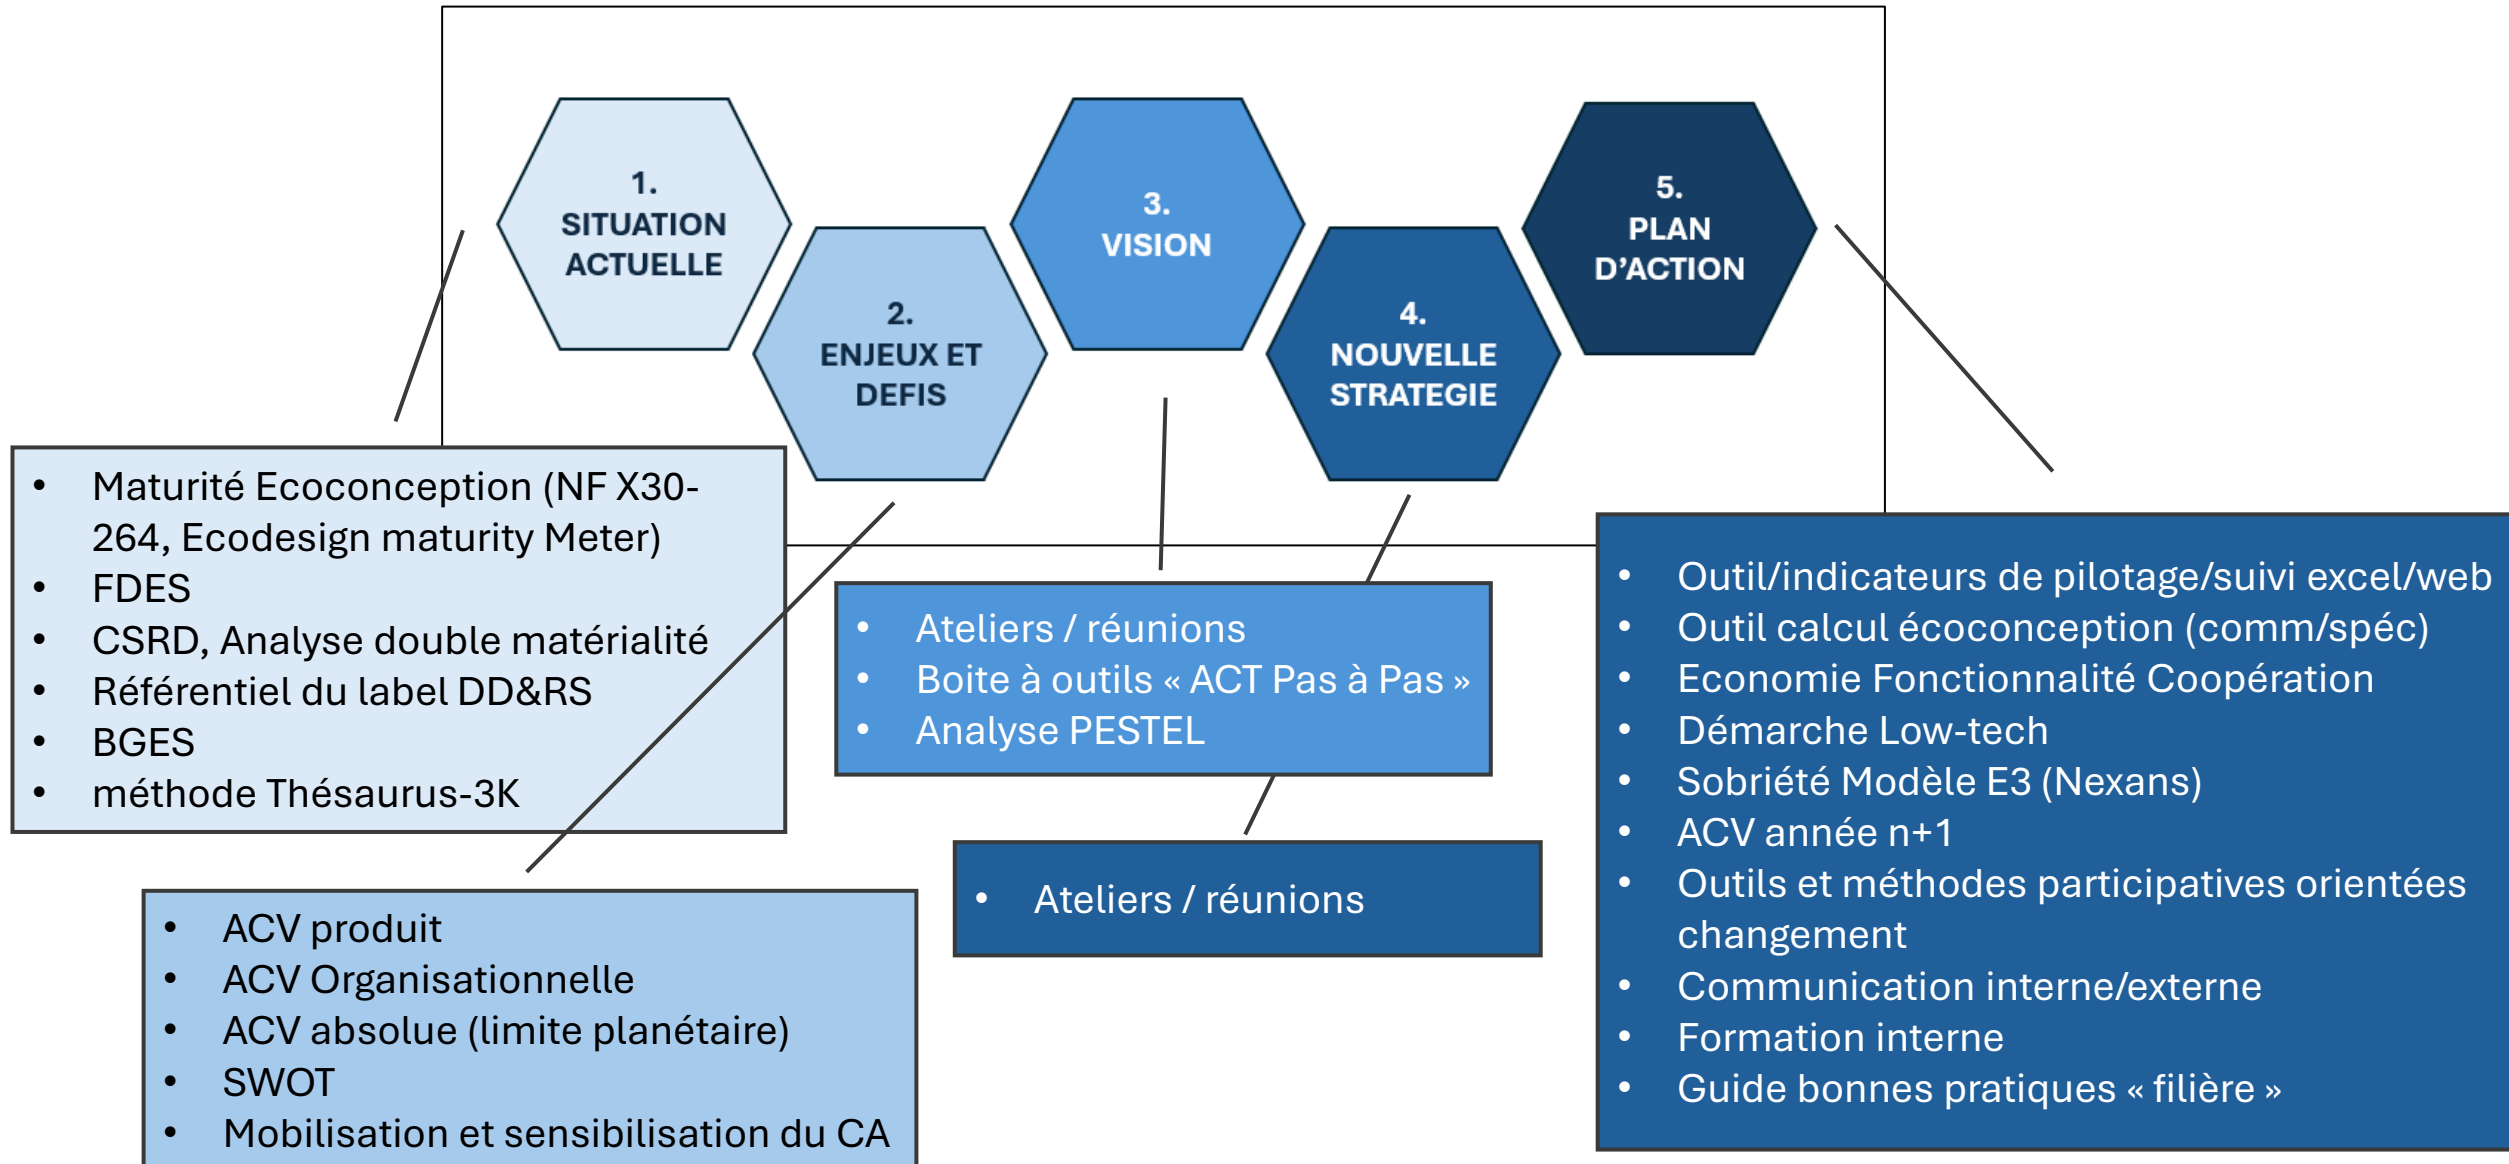 1.
SITUATION
ACTUELLE
2.
ENJEUX ET
DEFIS
3.
VISION
4.
NOUVELLE
STRATEGIE
5.
PLAN
D’ACTION
• Maturité Ecoconception (NF X30-
264, Ecodesign maturity Meter)
• FDES
• CSRD, Analyse double matérialité
• Référentiel du label DD&RS
• BGES
• méthode Thésaurus-3K
• ACV produit
• ACV Organisationnelle
• ACV absolue (limite planétaire)
• SWOT
• Mobilisation et sensibilisation du CA
• Ateliers / réunions
• Boite à outils « ACT Pas à Pas »
• Analyse PESTEL
• Ateliers / réunions
• Outil/indicateurs de pilotage/suivi excel/web
• Outil calcul écoconception (comm/spéc)
• Economie Fonctionnalité Coopération
• Démarche Low-tech
• Sobriété Modèle E3 (Nexans)
• ACV année n+1
• Outils et méthodes participatives orientées
changement
• Communication interne/externe
• Formation interne
• Guide bonnes pratiques « filière »